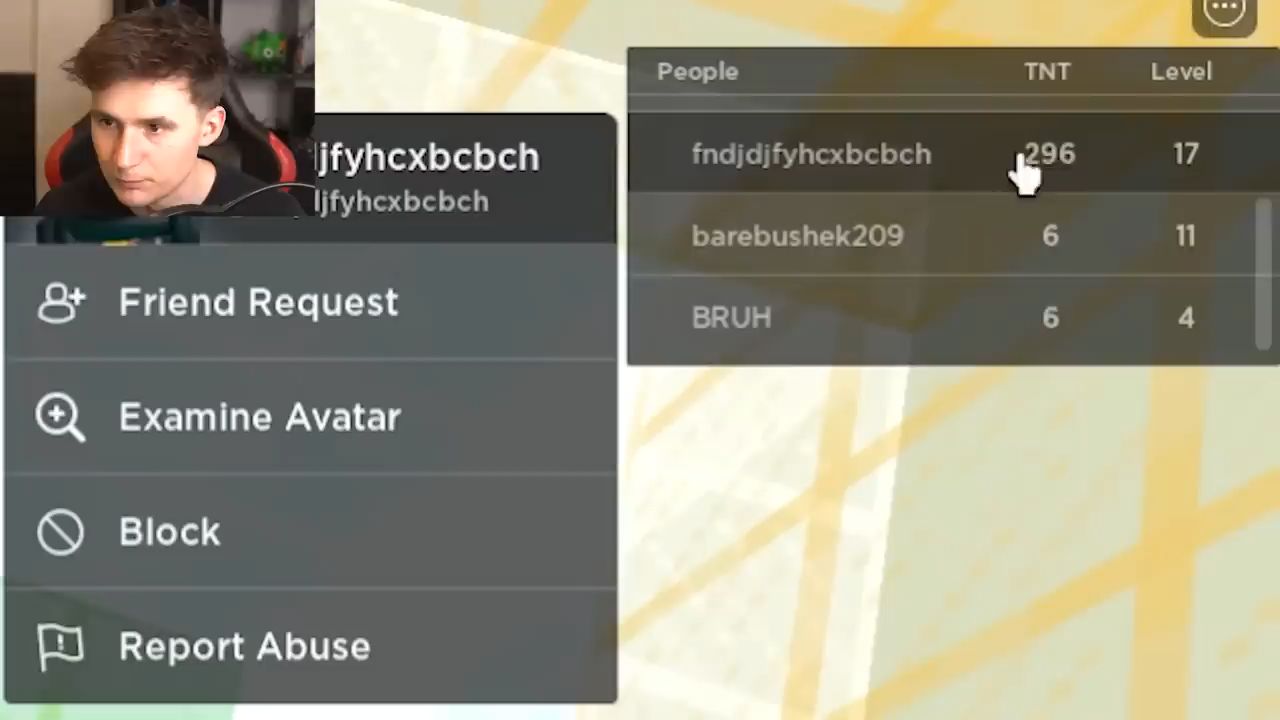 People TNT Level
fndjdjfyhcxbcbch 296 17
barebushek209 6 11
BRUH 6 4
jfyhcxbcbch
jfyhcxbcbch
Friend Request
Examine Avatar
Block
Report Abuse